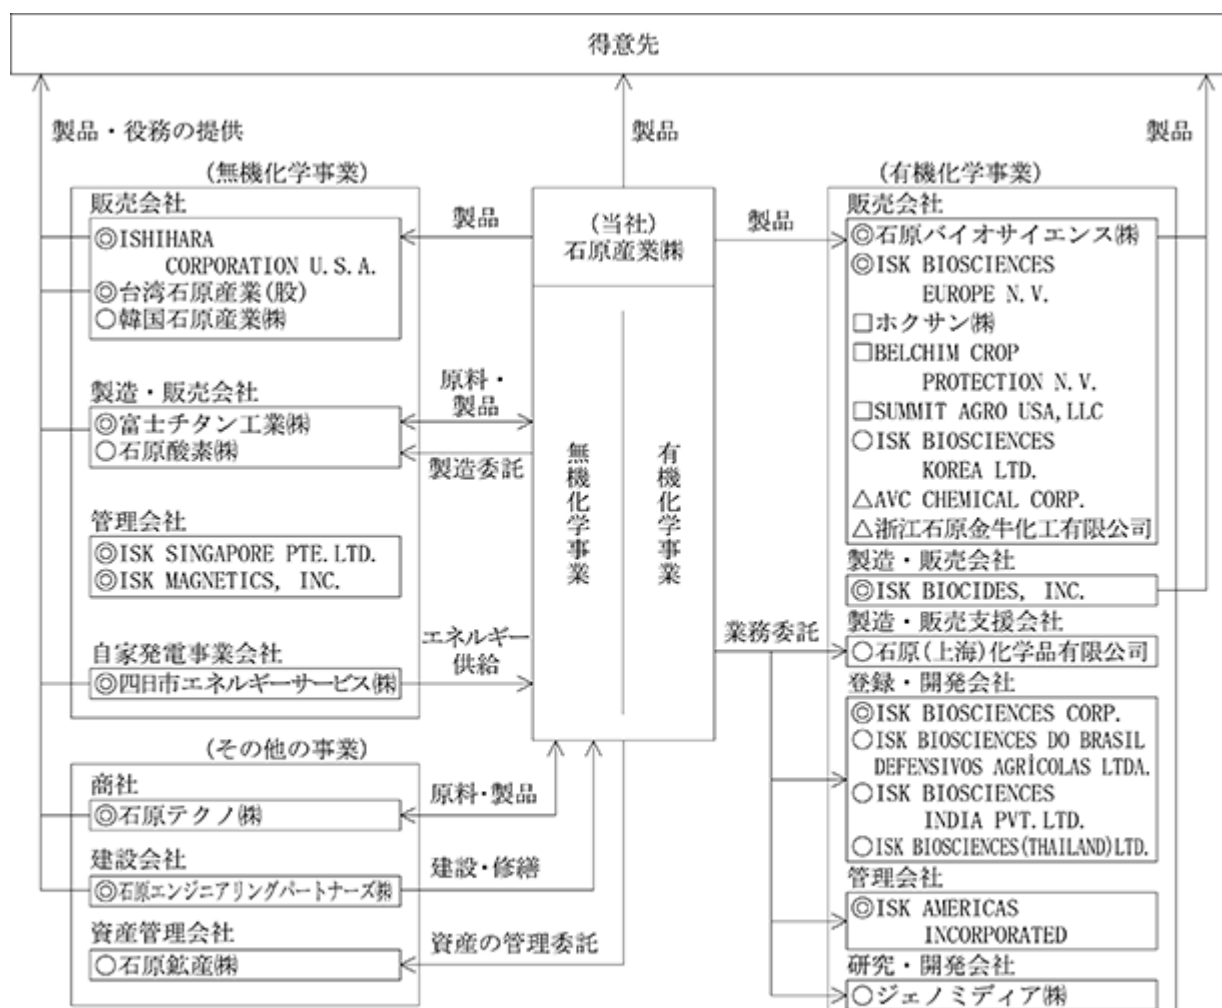 得意先
製品・役務の提供
製品
製品
(無機化学事業)
販売会社
◎ISHIHARA
CORPORATION U.S.A.
◎台湾石原産業(股)
○韓国石原産業㈱
製造・販売会社
◎富士チタン工業㈱
○石原酸素㈱
管理会社
◎ISK SINGAPORE PTE.LTD.
◎ISK MAGNETICS, INC.
自家発電事業会社
◎四日市エネルギーサービス㈱
(その他の事業)
商社
◎石原テクノ㈱
建設会社
◎石原エンジニアリングパートナーズ㈱
資産管理会社
○石原鉱産㈱
製品
原料・
製品
製造委託
エネルギー
供給
原料・製品
建設・修繕
資産の管理委託
(当社)
石原産業㈱
無機化学事業
有機化学事業
製品
業務委託
(有機化学事業)
販売会社
◎石原バイオサイエンス㈱
◎ISK BIOSCIENCES
EUROPE N.V.
□ホクサン㈱
□BELCHIM CROP
PROTECTION N.V.
□SUMMIT AGRO USA,LLC
○ISK BIOSCIENCES
KOREA LTD.
△AVC CHEMICAL CORP.
△浙江石原金牛化工有限公司
製造・販売会社
◎ISK BIOCIDES, INC.
製造・販売支援会社
○石原(上海)化学品有限公司
登録・開発会社
◎ISK BIOSCIENCES CORP.
○ISK BIOSCIENCES DO BRASIL
DEFENSIVOS AGRÍCOLAS LTDA.
○ISK BIOSCIENCES
INDIA PVT.LTD.
○ISK BIOSCIENCES(THAILAND)LTD.
管理会社
◎ISK AMERICAS
INCORPORATED
研究・開発会社
○ジェノミディア㈱